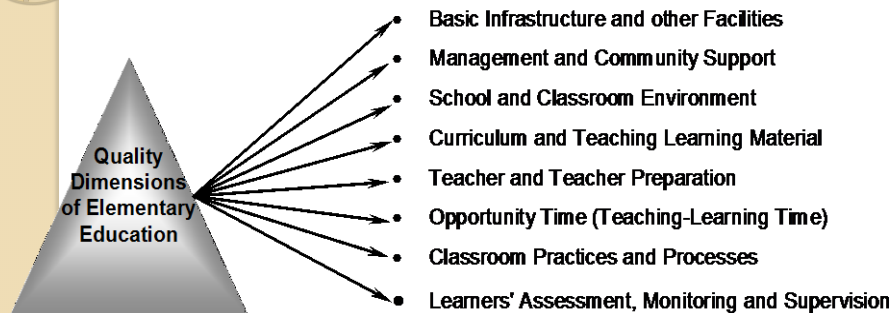 Quality
Dimensions
of Elementary
Education
• Basic Infrastructure and other Facilities
• Management and Community Support
• School and Classroom Environment
• Curriculum and Teaching Learning Material
• Teacher and Teacher Preparation
• Opportunity Time (Teaching-Learning Time)
• Classroom Practices and Processes
• Learners' Assessment, Monitoring and Supervision